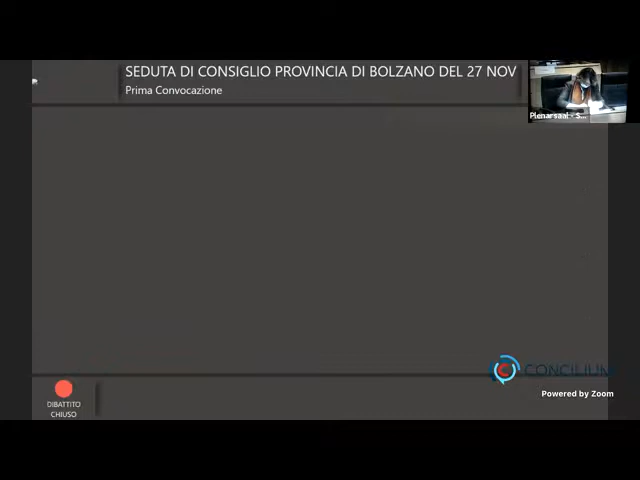 SEDUTA DI CONSIGLIO PROVINCIA DI BOLZANO DEL 27 NOV
Prima Convocazione
Plenarsaal - S...
CONCILIUM
Powered by Zoom
DIBATTITO
CHIUSO